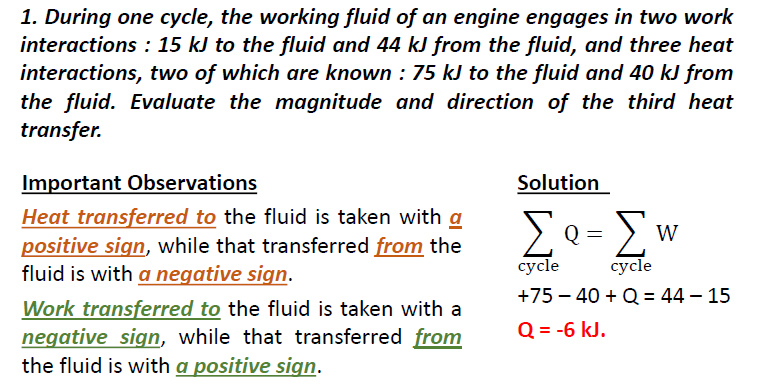 1. During one cycle, the working fluid of an engine engages in two work
interactions : 15 kJ to the fluid and 44 kJ from the fluid, and three heat
interactions, two of which are known : 75 kJ to the fluid and 40 kJ from
the fluid. Evaluate the magnitude and direction of the third heat
transfer.
Important Observations
Heat transferred to the fluid is taken with a
positive sign, while that transferred from the
fluid is with a negative sign.
Work transferred to the fluid is taken with a
negative sign, while that transferred from
the fluid is with a positive sign.
Solution
∑ Q = ∑ W
cycle cycle
+75 – 40 + Q = 44 – 15
Q = -6 kJ.